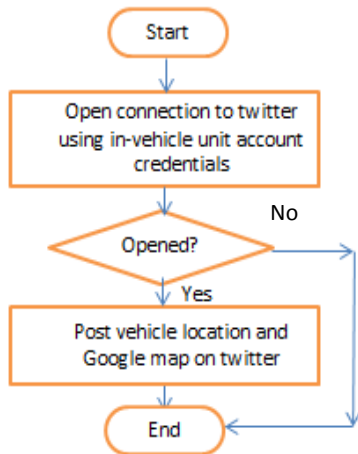 Start
Open connection to twitter
using in-vehicle unit account
credentials
No
Opened?
Yes
Post vehicle location and
Google map on twitter
End